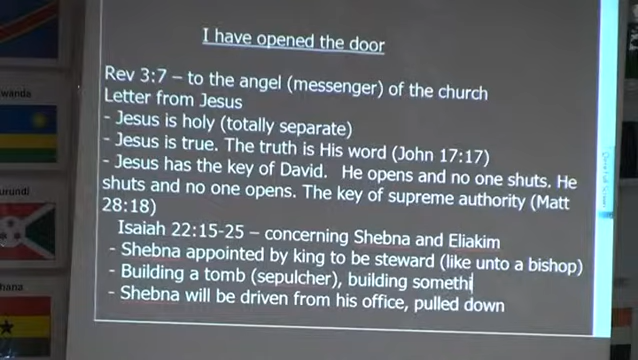 I have opened the door
Rev 3:7 – to the angel (messenger) of the church
Letter from Jesus
- Jesus is holy (totally separate)
- Jesus is true. The truth is His word (John 17:17)
- Jesus has the key of David. He opens and no one shuts. He
shuts and no one opens. The key of supreme authority (Matt
28:18)
Isaiah 22:15-25 – concerning Shebna and Eliakim
- Shebna appointed by king to be steward (like unto a bishop)
- Building a tomb (sepulcher), building somethi
- Shebna will be driven from his office, pulled down
wanda
urundi
hana